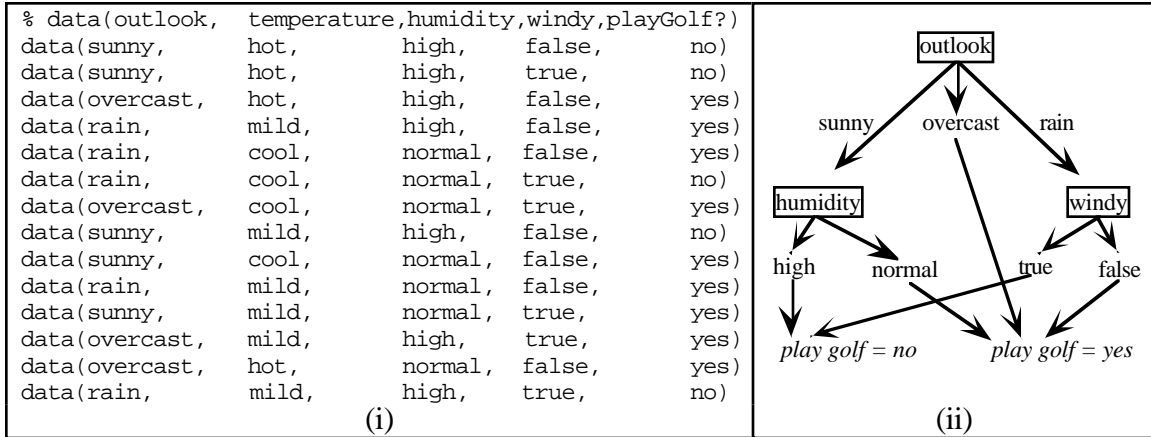 % data(outlook, temperature,humidity,windy,playGolf?)
data(sunny, hot, high, false, no)
data(sunny, hot, high, true, no)
data(overcast, hot, high, false, yes)
data(rain, mild, high, false, yes)
data(rain, cool, normal, false, yes)
data(rain, cool, normal, true, no)
data(overcast, cool, normal, true, yes)
data(sunny, mild, high, false, no)
data(sunny, cool, normal, false, yes)
data(rain, mild, normal, false, yes)
data(sunny, mild, normal, true, yes)
data(overcast, mild, high, true, yes)
data(overcast, hot, normal, false, yes)
data(rain, mild, high, true, no)
(i)
outlook
sunny overcast rain
humidity windy
high normal true false
play golf = no play golf = yes
(ii)